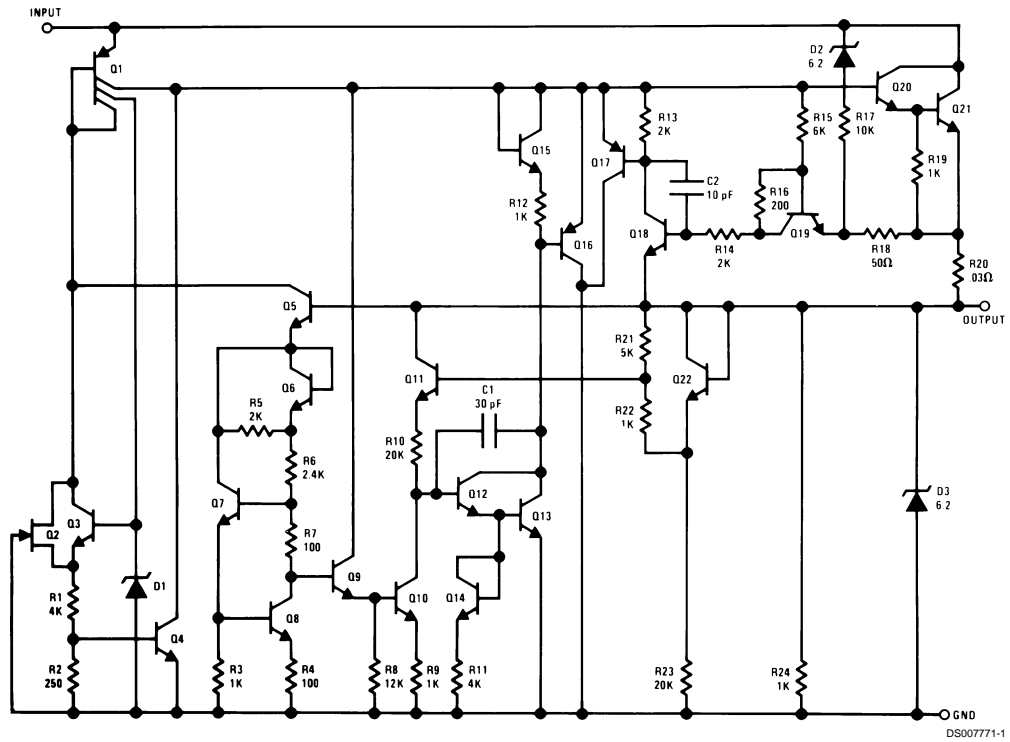 INPUT
Q1
D2
6.2
Q20
Q21
R13
2K
R15
6K
R17
10K
Q15
Q17
R19
1K
C2
10 pF
R16
200
R12
1K
Q16
Q18
R14
2K
Q19
R18
50Ω
R20
.03Ω
OUTPUT
Q5
R21
5K
Q22
Q6
Q11
C1
30 pF
R22
1K
R5
2K
R10
20K
R6
2.4K
Q12
Q13
D3
6.2
Q7
Q2
Q3
R7
100
D1
Q9
Q10
Q14
R1
4K
Q4
Q8
R2
250
R3
1K
R4
100
R8
12K
R9
1K
R11
4K
R23
20K
R24
1K
GND
DS007771-1